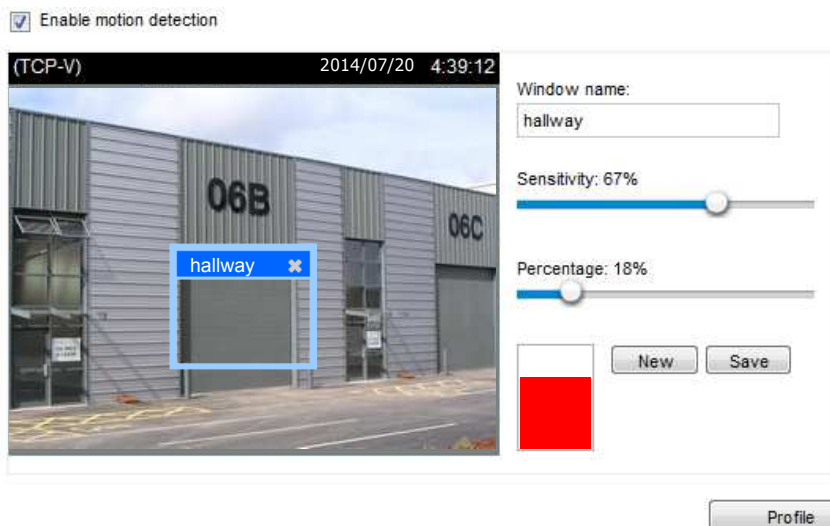 Enable motion detection
(TCP-V) 2014/07/20 4:39:12
Window name:
hallway
Sensitivity: 67%
06B
06C
hallway
Percentage: 18%
New Save
Profile